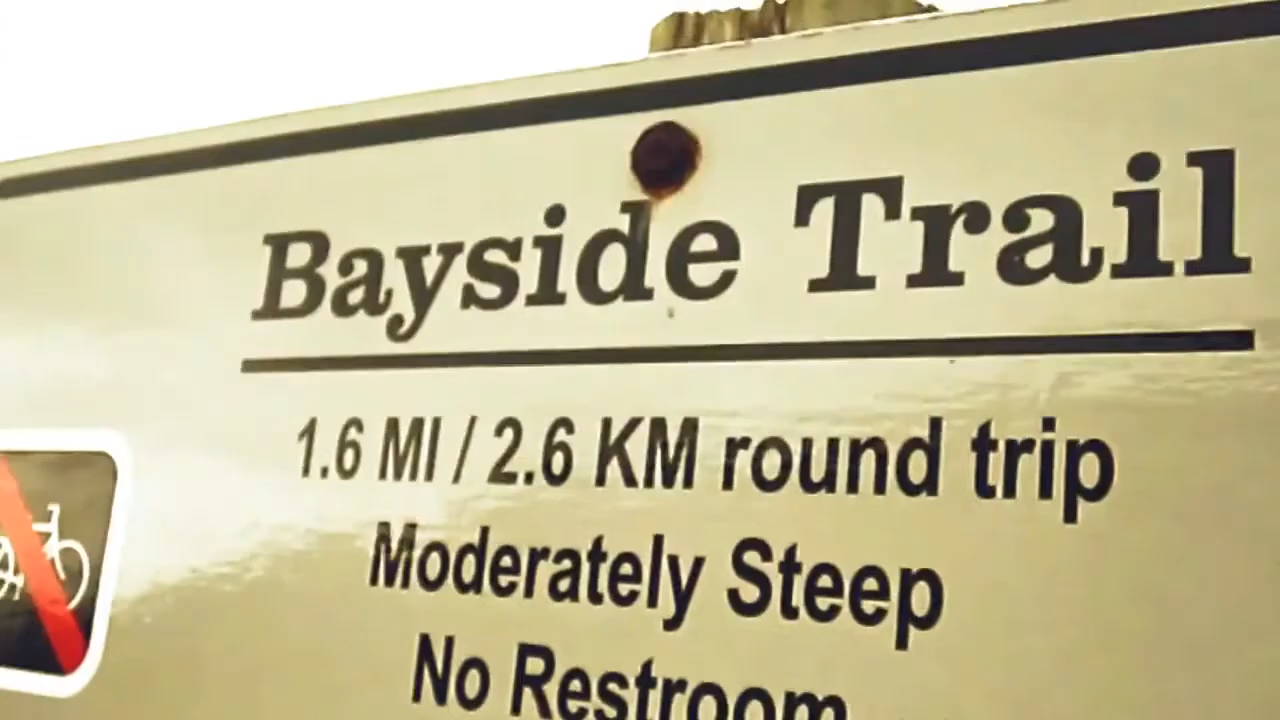 Bayside Trail
1.6 MI / 2.6 KM round trip
Moderately Steep
No Restroom